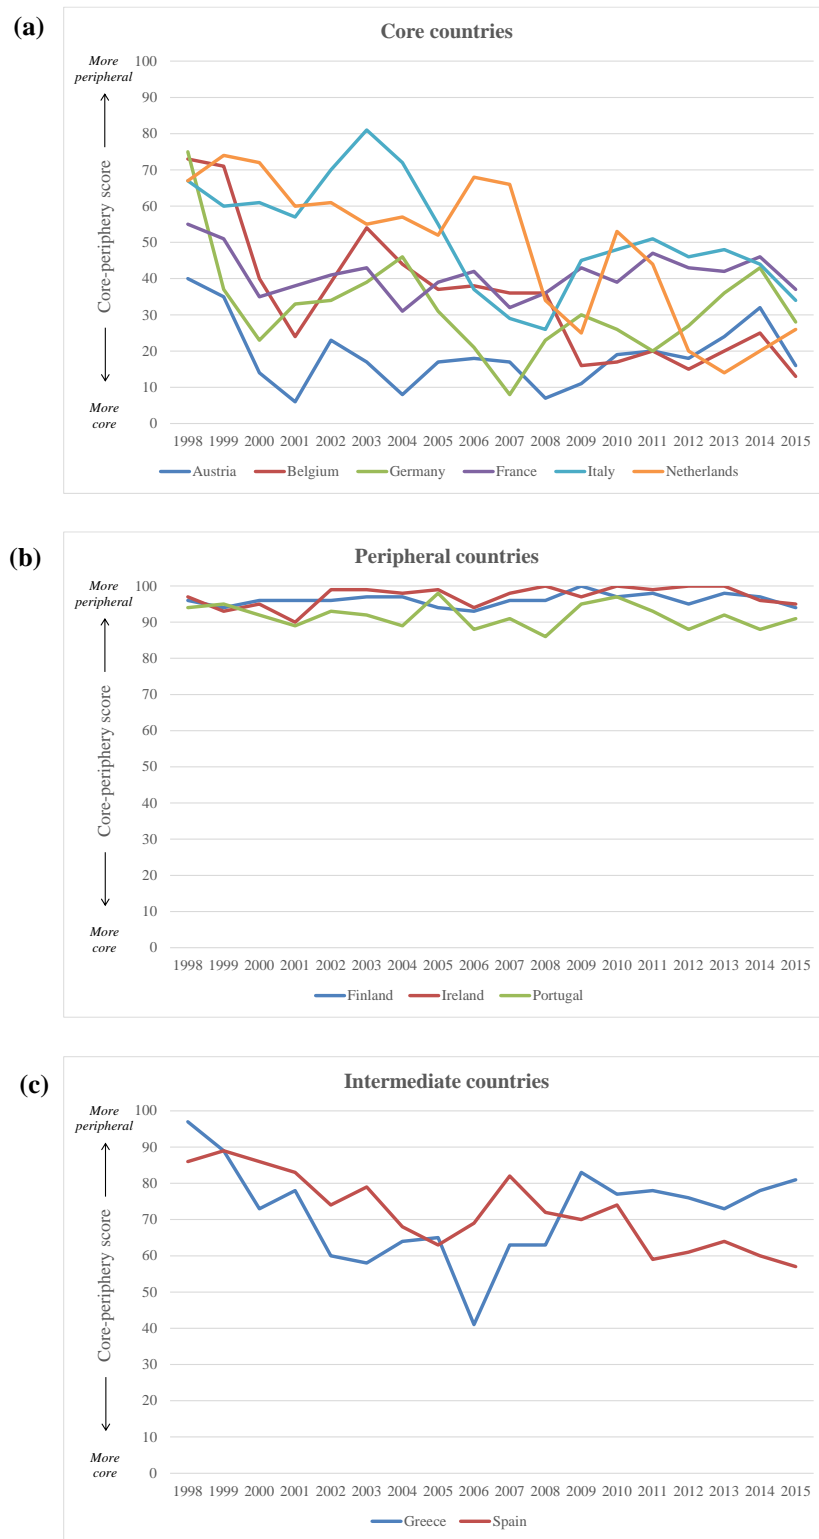 (a)
Core countries
More
peripheral
Core-periphery score
More
core
100
90
80
70
60
50
40
30
20
10
0
1998 1999 2000 2001 2002 2003 2004 2005 2006 2007 2008 2009 2010 2011 2012 2013 2014 2015
Austria Belgium Germany France Italy Netherlands
(b)
Peripheral countries
More
peripheral
Core-periphery score
More
core
100
90
80
70
60
50
40
30
20
10
0
1998 1999 2000 2001 2002 2003 2004 2005 2006 2007 2008 2009 2010 2011 2012 2013 2014 2015
Finland Ireland Portugal
(c)
Intermediate countries
More
peripheral
Core-periphery score
More
core
100
90
80
70
60
50
40
30
20
10
0
1998 1999 2000 2001 2002 2003 2004 2005 2006 2007 2008 2009 2010 2011 2012 2013 2014 2015
Greece Spain